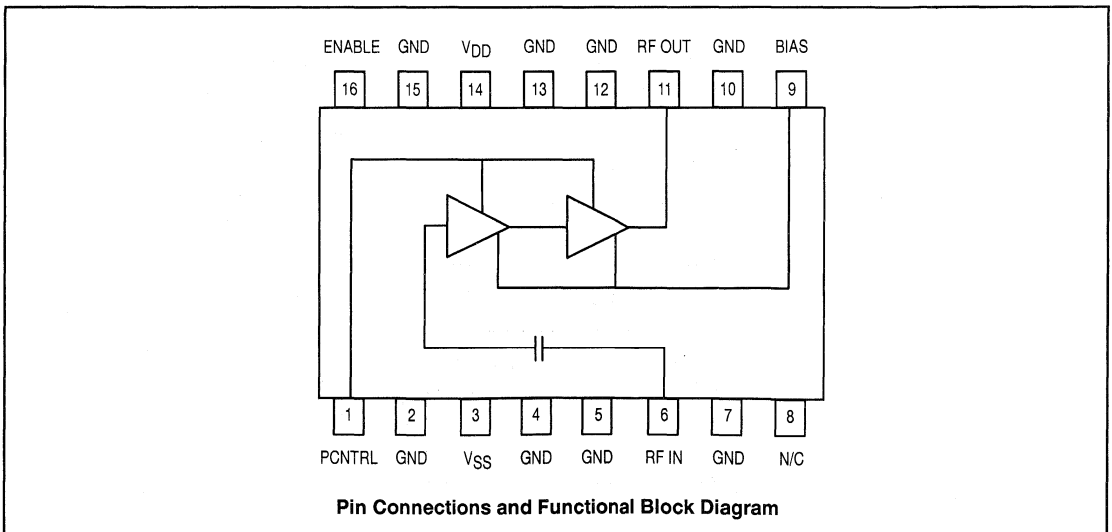 ENABLE GND VDD GND GND RF OUT GND BIAS
16 15 14 13 12 11 10 9
1 2 3 4 5 6 7 8
PCNTRL GND VSS GND GND RF IN GND N/C
Pin Connections and Functional Block Diagram